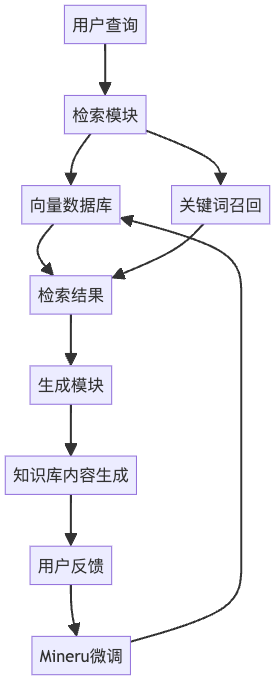 用户查询
检索模块
向量数据库
关键词召回
检索结果
生成模块
知识库内容生成
用户反馈
Mineru微调